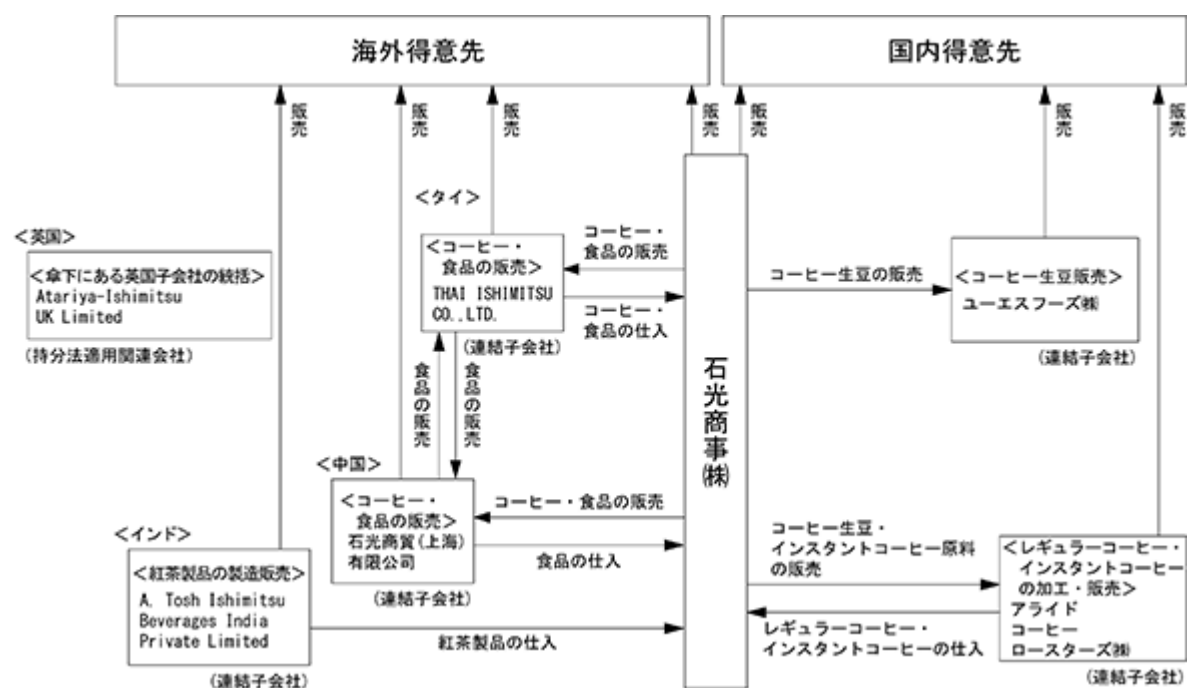 海外得意先
国内得意先
販売
販売
販売
販売
販売
販売
販売
<タイ>
<コーヒー・
食品の販売>
THAI ISHIMITSU
CO.,LTD.
(連結子会社)
コーヒー・
食品の販売
コーヒー・
食品の仕入
<英国>
<傘下にある英国子会社の統括>
Atariya-Ishimitsu
UK Limited
(持分法適用関連会社)
コーヒー生豆の販売
<コーヒー生豆販売>
ユーエスフーズ㈱
(連結子会社)
食品の販売
食品の販売
石光商事㈱
<中国>
<コーヒー・
食品の販売>
石光商貿(上海)
有限公司
(連結子会社)
コーヒー・食品の販売
食品の仕入
<インド>
<紅茶製品の製造販売>
A. Tosh Ishimitsu
Beverages India
Private Limited
(連結子会社)
紅茶製品の仕入
コーヒー生豆・
インスタントコーヒー原料
の販売
レギュラーコーヒー・
インスタントコーヒーの仕入
<レギュラーコーヒー・
インスタントコーヒー
の加工・販売>
アライド
コーヒー
ロースターズ㈱
(連結子会社)